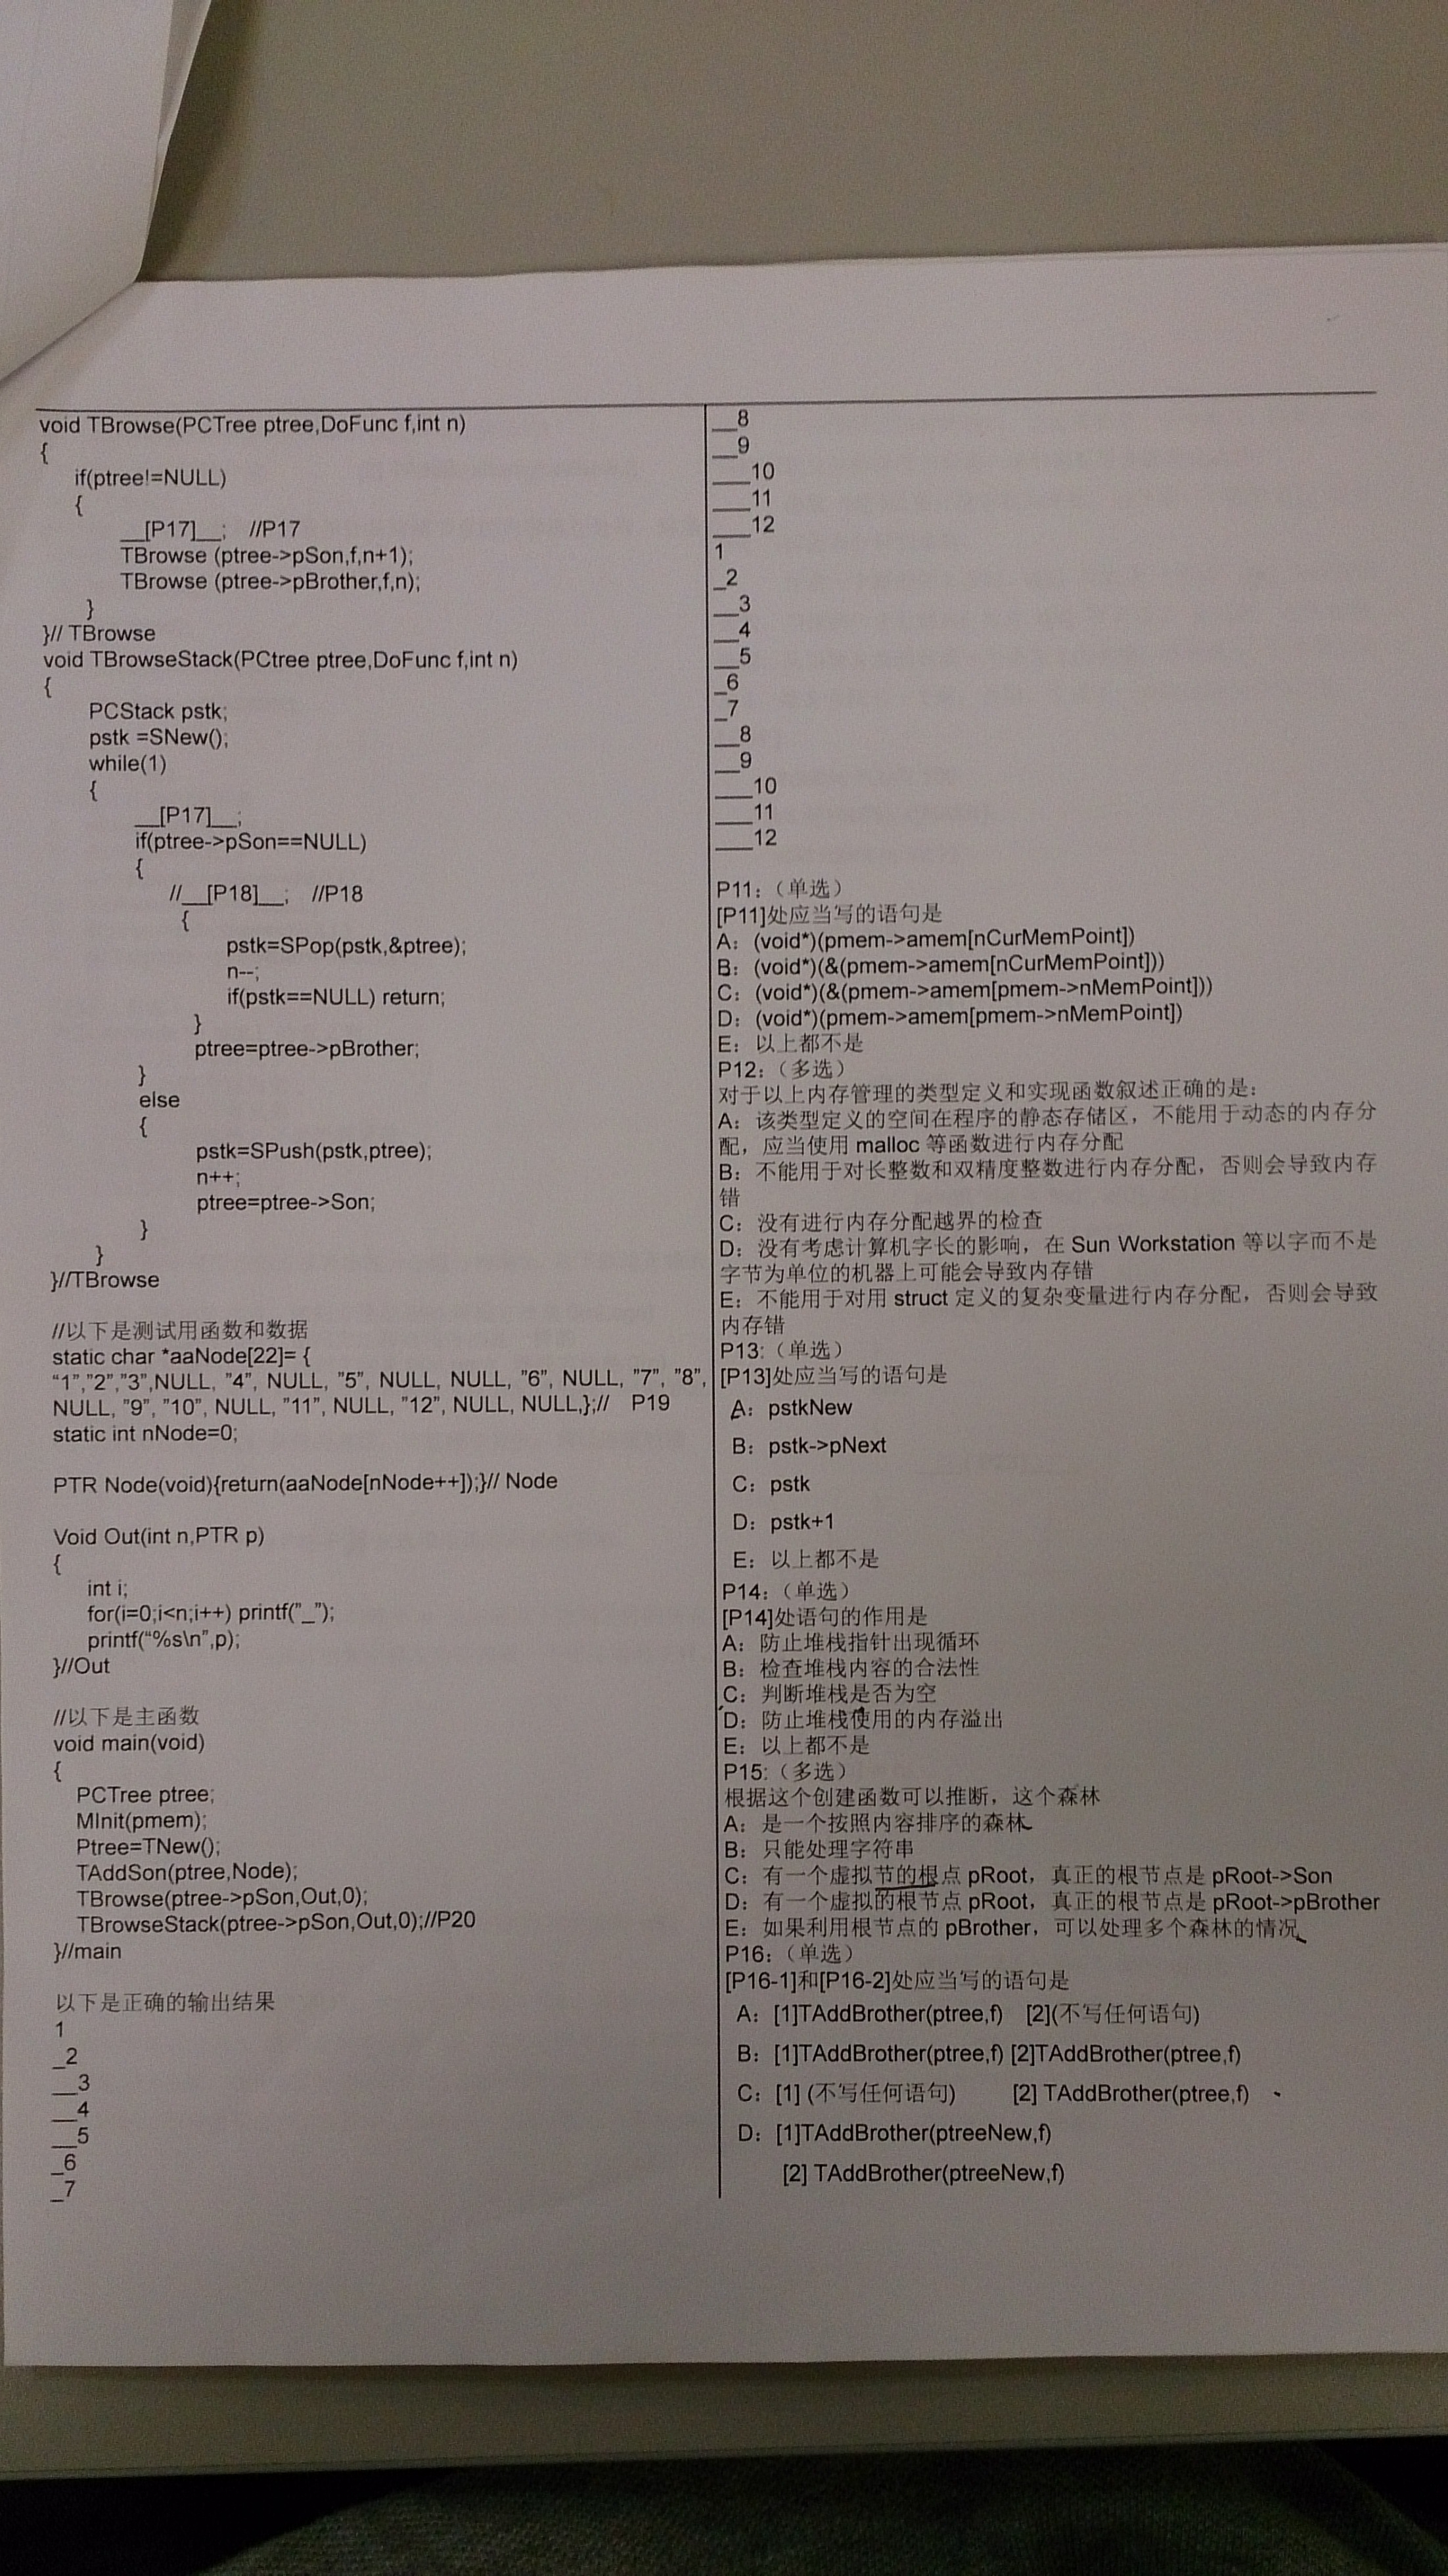 void TBrowse(PCTree ptree,DoFunc f,int n)
{
if(ptree!=NULL)
{
__[P17]__; //P17
TBrowse (ptree->pSon,f,n+1);
TBrowse (ptree->pBrother,f,n);
}
}// TBrowse
void TBrowseStack(PCtree ptree,DoFunc f,int n)
{
PCStack pstk;
pstk =SNew();
while(1)
{
__[P17]__;
if(ptree->pSon==NULL)
{
//__[P18]__; //P18
{
pstk=SPop(pstk,&ptree);
n--;
if(pstk==NULL) return;
}
ptree=ptree->pBrother;
}
else
{
pstk=SPush(pstk,ptree);
n++;
ptree=ptree->Son;
}
}
}//TBrowse
//以下是测试用函数和数据
static char *aaNode[22]= {
“1”,”2”,”3”,NULL, ”4”, NULL, ”5”, NULL, NULL, ”6”, NULL, ”7”, ”8”,
NULL, ”9”, ”10”, NULL, ”11”, NULL, ”12”, NULL, NULL,};// P19
static int nNode=0;
PTR Node(void){return(aaNode[nNode++]);}// Node
Void Out(int n,PTR p)
{
int i;
for(i=0;i<n;i++) printf(”_”);
printf(“%s\n”,p);
}//Out
//以下是主函数
void main(void)
{
PCTree ptree;
MInit(pmem);
Ptree=TNew();
TAddSon(ptree,Node);
TBrowse(ptree->pSon,Out,0);
TBrowseStack(ptree->pSon,Out,0);//P20
}//main
以下是正确的输出结果
1
_2
__3
__4
__5
_6
_7
__8
__9
___10
___11
___12
1
_2
__3
__4
__5
_6
_7
__8
__9
___10
___11
___12
P11：（单选）
[P11]处应当写的语句是
A：(void*)(pmem->amem[nCurMemPoint])
B：(void*)(&(pmem->amem[nCurMemPoint]))
C：(void*)(&(pmem->amem[pmem->nMemPoint]))
D：(void*)(pmem->amem[pmem->nMemPoint])
E：以上都不是
P12：（多选）
对于以上内存管理的类型定义和实现函数叙述正确的是：
A：该类型定义的空间在程序的静态存储区，不能用于动态的内存分
配，应当使用 malloc 等函数进行内存分配
B：不能用于对长整数和双精度整数进行内存分配，否则会导致内存
错
C：没有进行内存分配越界的检查
D：没有考虑计算机字长的影响，在 Sun Workstation 等以字而不是
字节为单位的机器上可能会导致内存错
E：不能用于对用 struct 定义的复杂变量进行内存分配，否则会导致
内存错
P13:（单选）
[P13]处应当写的语句是
A：pstkNew
B：pstk->pNext
C：pstk
D：pstk+1
E：以上都不是
P14:（单选）
[P14]处语句的作用是
A：防止堆栈指针出现循环
B：检查堆栈内容的合法性
C：判断堆栈是否为空
D：防止堆栈使用的内存溢出
E：以上都不是
P15:（多选）
根据这个创建函数可以推断，这个森林
A：是一个按照内容排序的森林
B：只能处理字符串
C：有一个虚拟节的根点 pRoot，真正的根节点是 pRoot->Son
D：有一个虚拟的根节点 pRoot，真正的根节点是 pRoot->pBrother
E：如果利用根节点的 pBrother，可以处理多个森林的情况
P16：（单选）
[P16-1]和[P16-2]处应当写的语句是
A：[1]TAddBrother(ptree,f) [2](不写任何语句)
B：[1]TAddBrother(ptree,f) [2]TAddBrother(ptree,f)
C：[1] (不写任何语句) [2] TAddBrother(ptree,f)
D：[1]TAddBrother(ptreeNew,f)
[2] TAddBrother(ptreeNew,f)